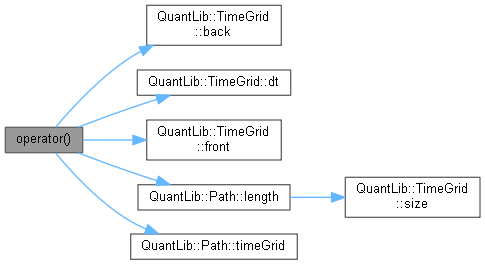 QuantLib::TimeGrid
::back
QuantLib::TimeGrid::dt
operator()
QuantLib::TimeGrid
::front
QuantLib::Path::length
QuantLib::TimeGrid
::size
QuantLib::Path::timeGrid